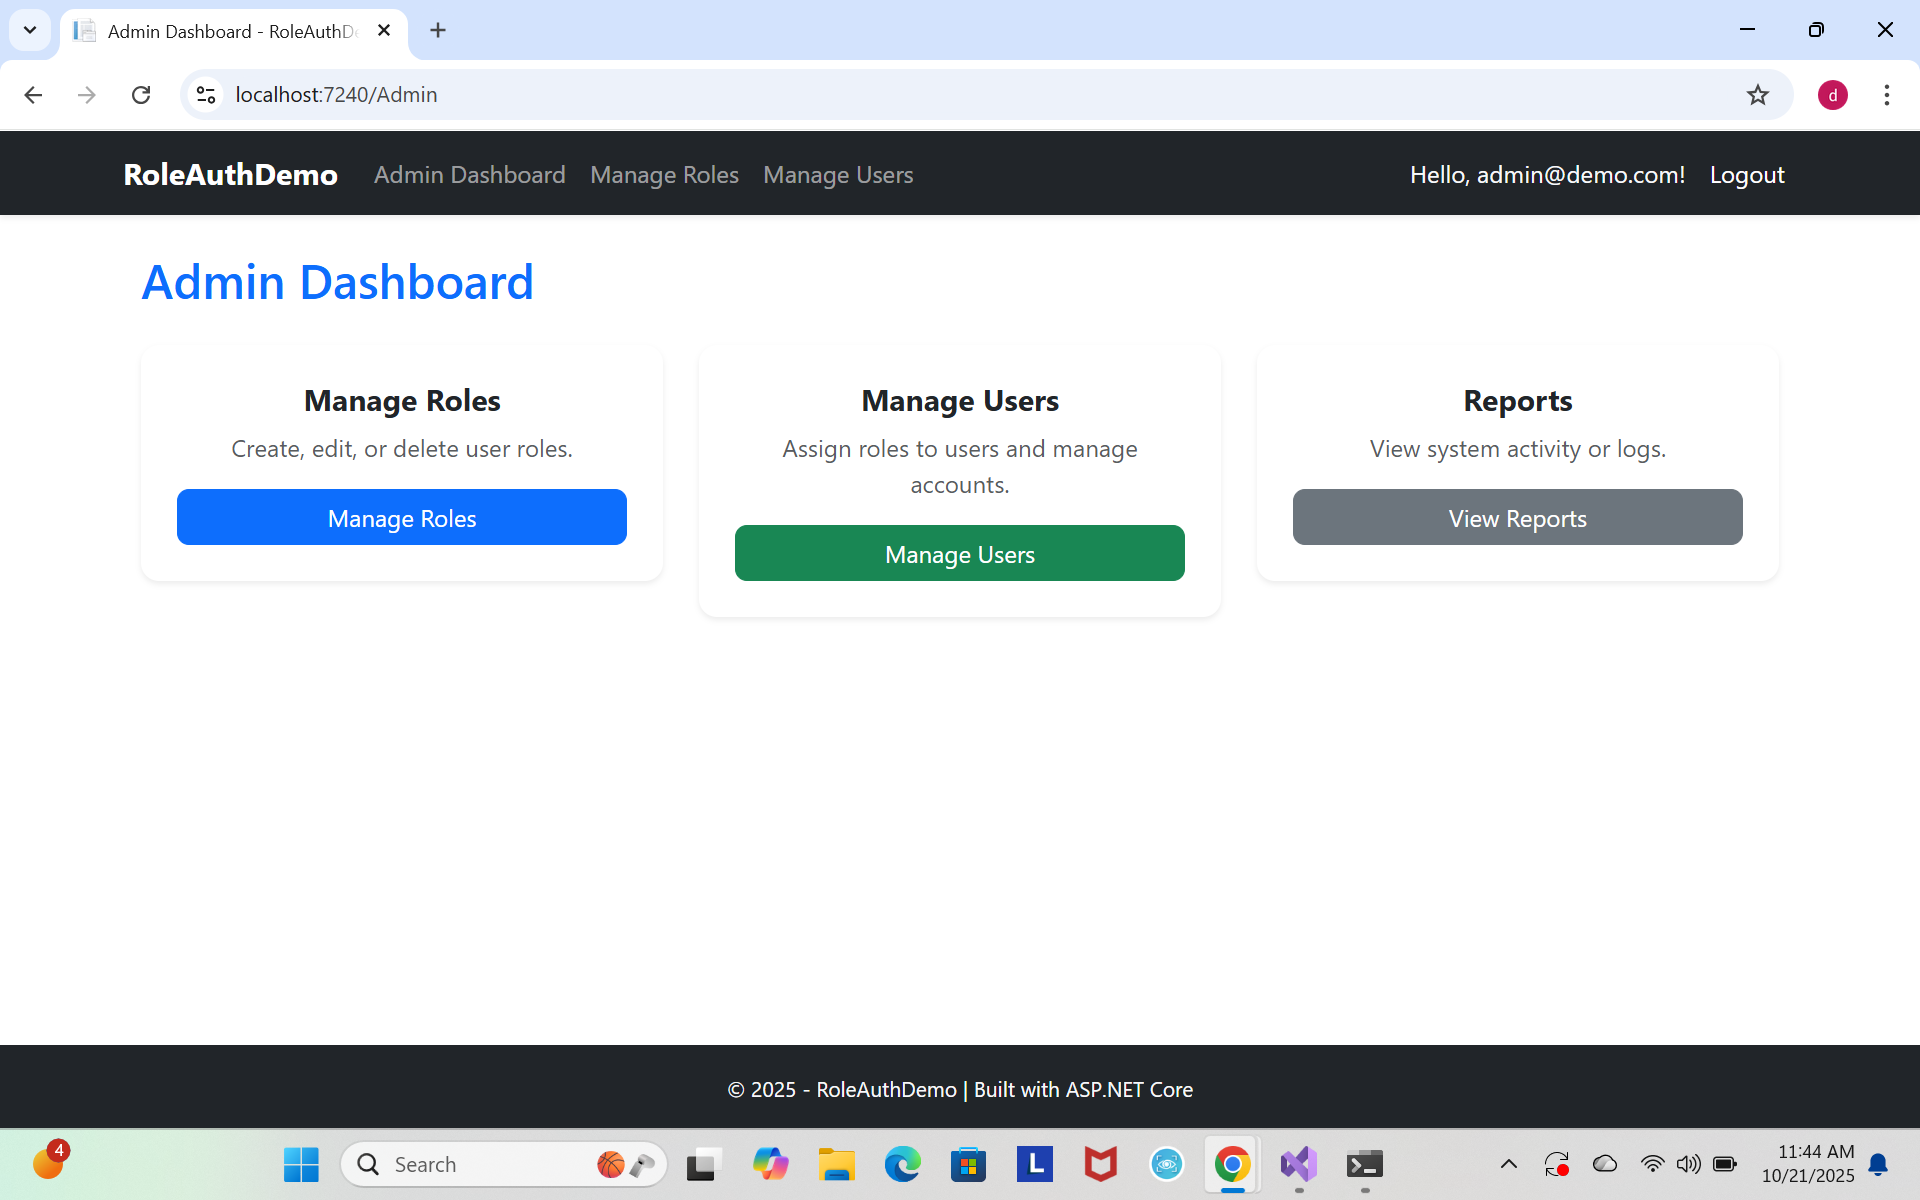 Admin Dashboard - RoleAuthD
localhost:7240/Admin
d
RoleAuthDemo Admin Dashboard Manage Roles Manage Users Hello, admin@demo.com! Logout
Admin Dashboard
Manage Roles
Create, edit, or delete user roles.
Manage Roles
Manage Users
Assign roles to users and manage
accounts.
Manage Users
Reports
View system activity or logs.
View Reports
© 2025 - RoleAuthDemo | Built with ASP.NET Core
4
Search
L
11:44 AM
10/21/2025